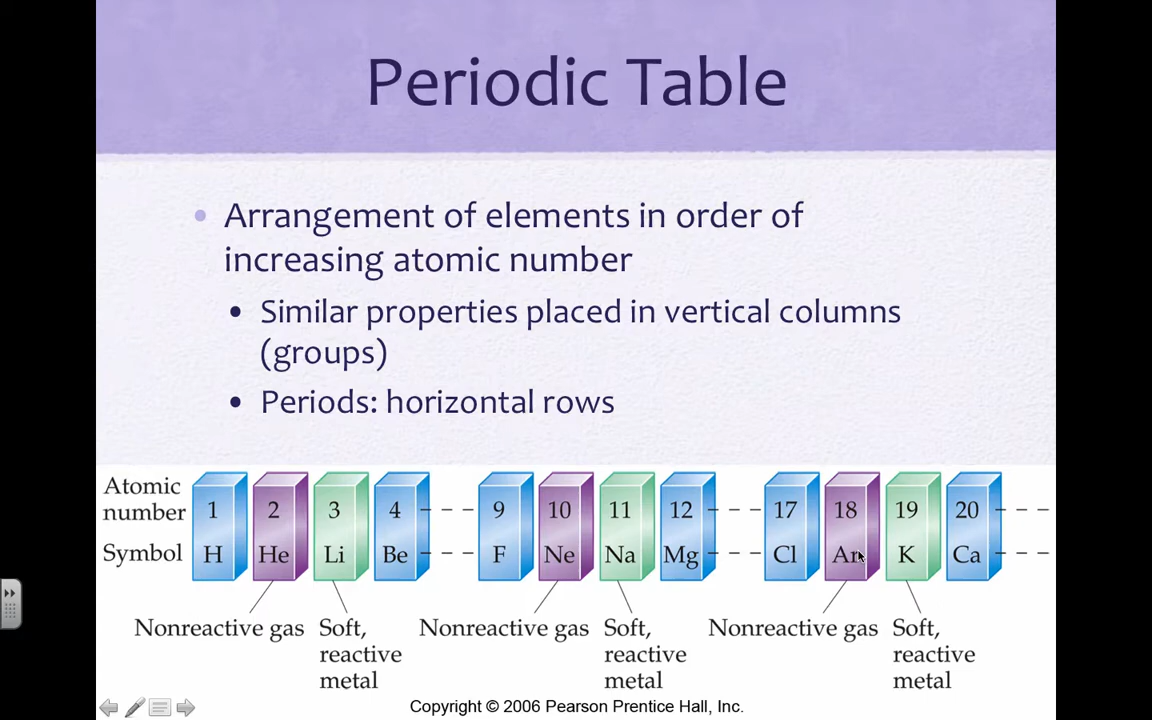 Periodic Table
• Arrangement of elements in order of
increasing atomic number
• Similar properties placed in vertical columns
(groups)
• Periods: horizontal rows
Atomic
number 1 2 3 4 9 10 11 12 17 18 19 20
Symbol H He Li Be F Ne Na Mg Cl Ar K Ca
Nonreactive gas Soft, Nonreactive gas Soft, Nonreactive gas Soft,
reactive reactive reactive
metal metal metal
Copyright © 2006 Pearson Prentice Hall, Inc.